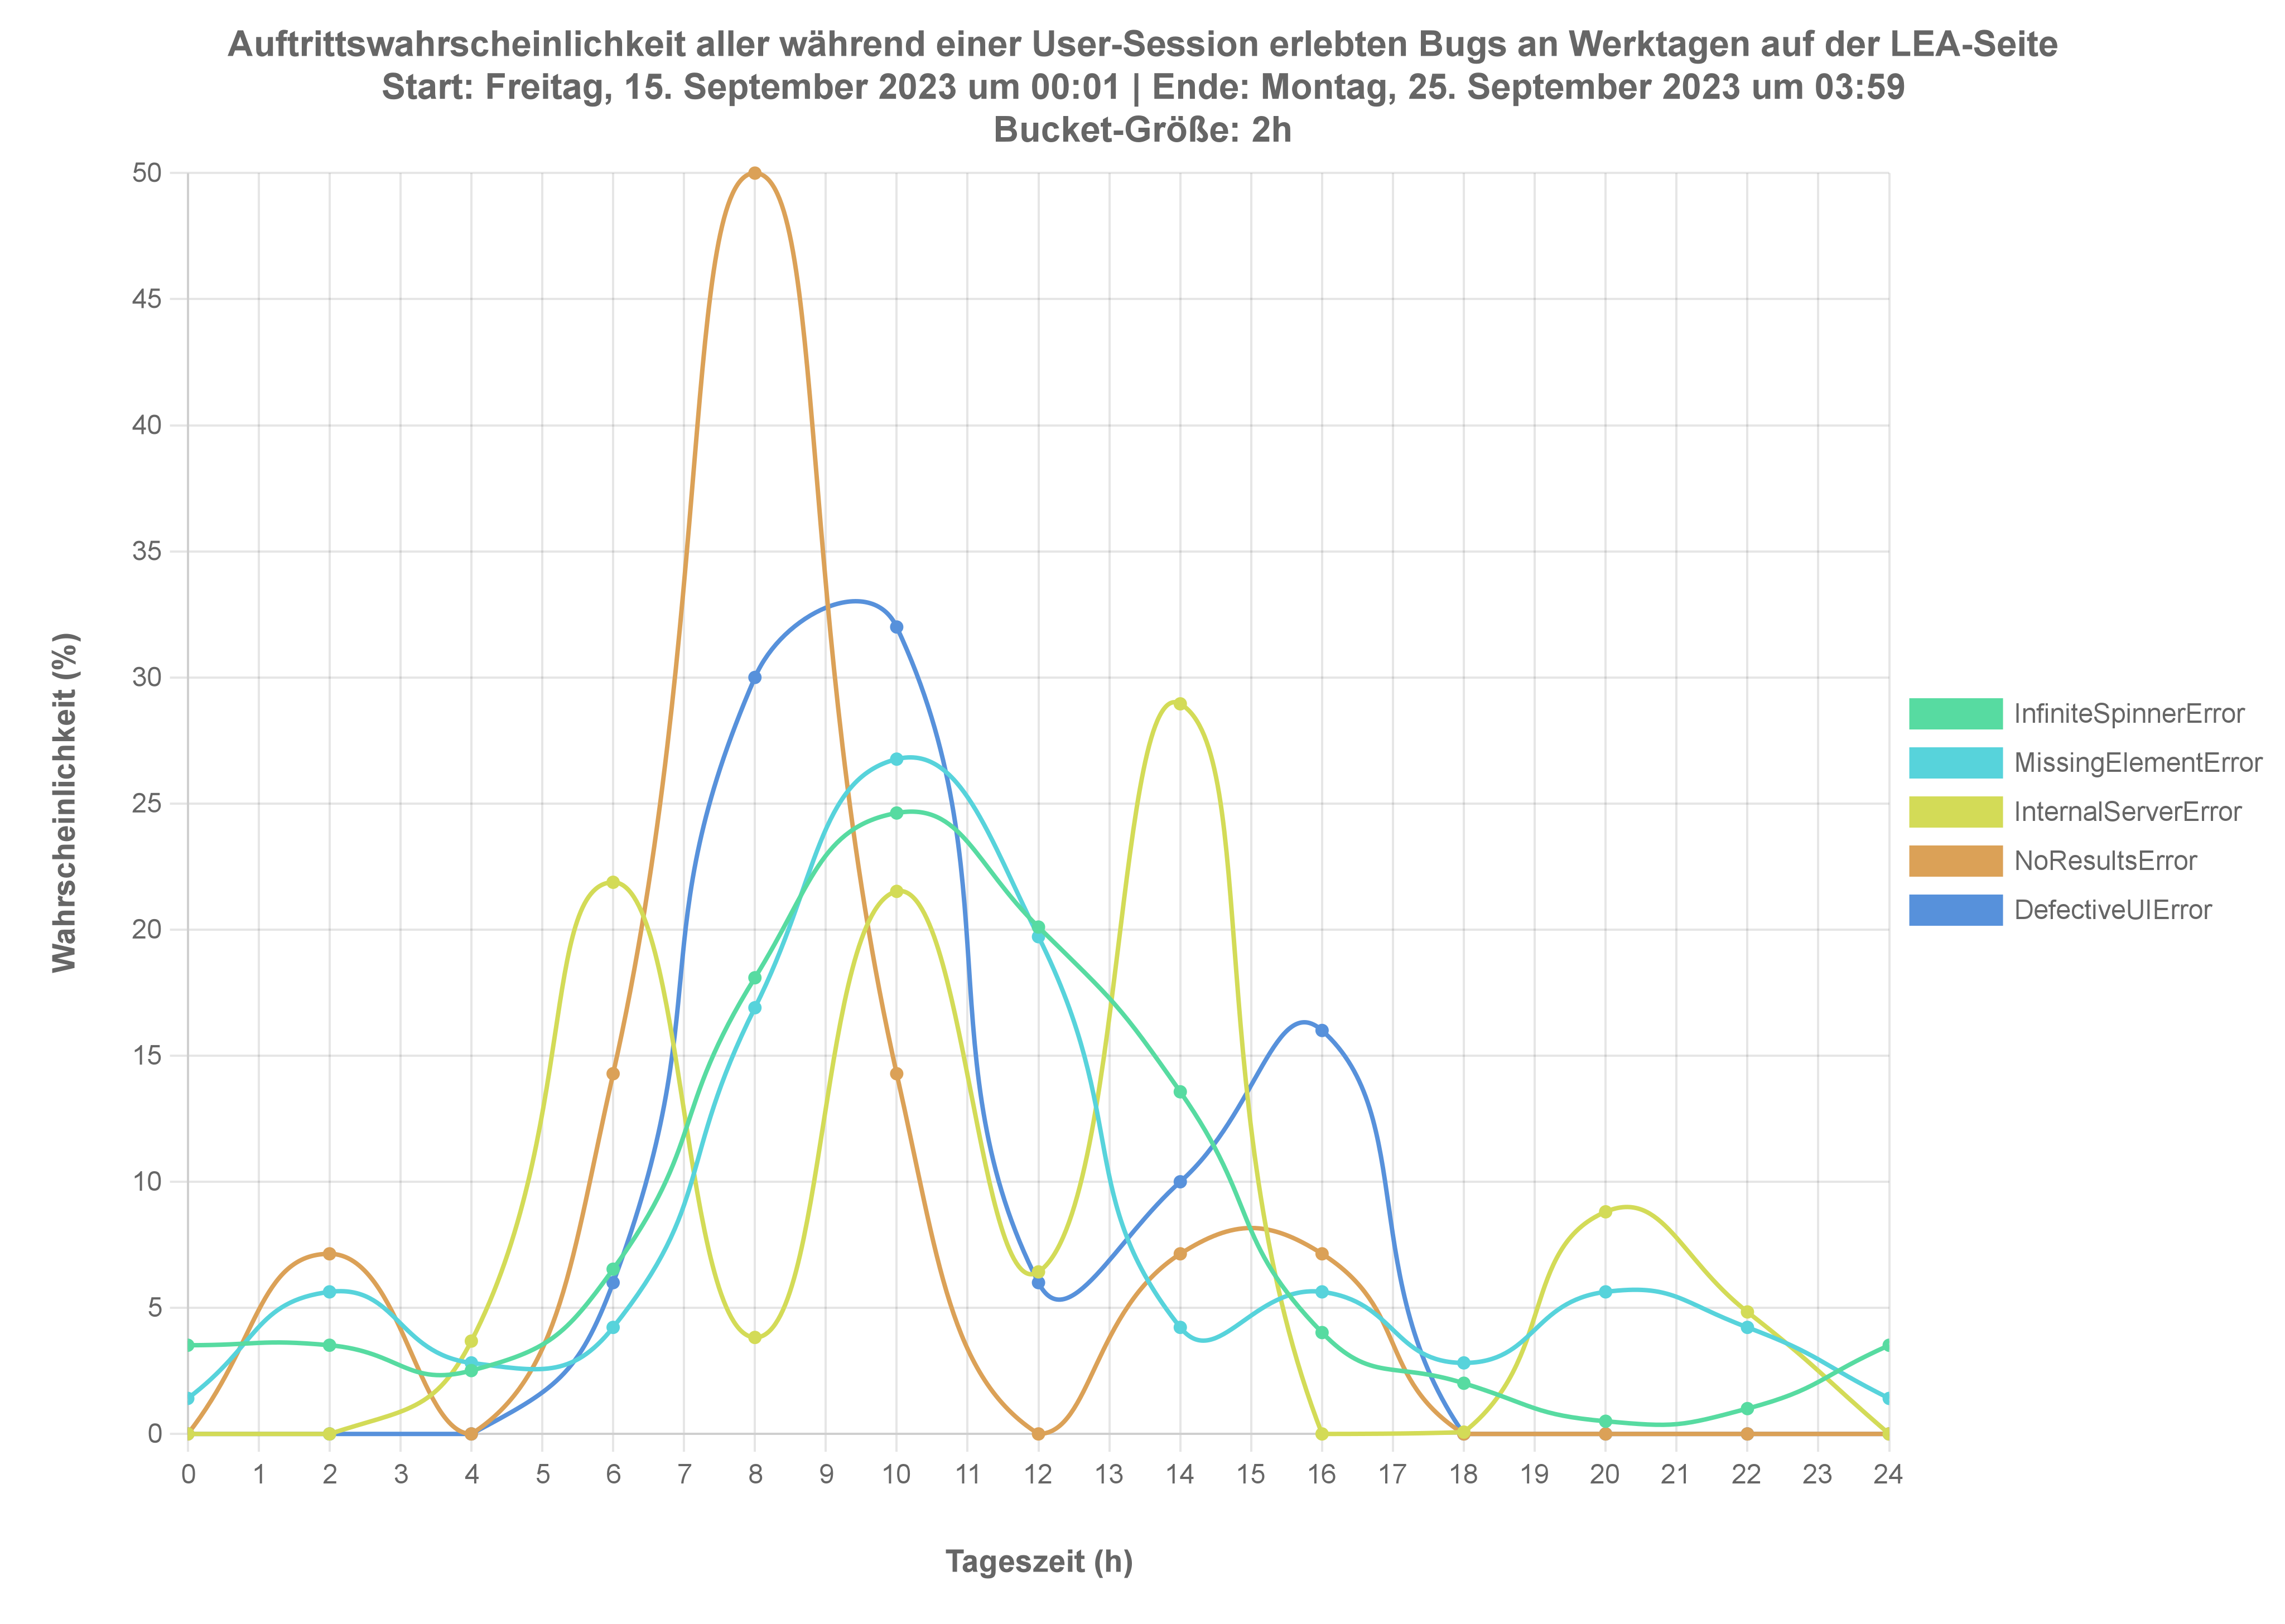 Auftrittswahrscheinlichkeit aller während einer User-Session erlebten Bugs an Werktagen auf der LEA-Seite
Start: Freitag, 15. September 2023 um 00:01 | Ende: Montag, 25. September 2023 um 03:59
Bucket-Größe: 2h
Wahrscheinlichkeit (%)
50
45
40
35
30
25
20
15
10
5
0
0 1 2 3 4 5 6 7 8 9 10 11 12 13 14 15 16 17 18 19 20 21 22 23 24
Tageszeit (h)
InfiniteSpinnerError
MissingElementError
InternalServerError
NoResultsError
DefectiveUIError